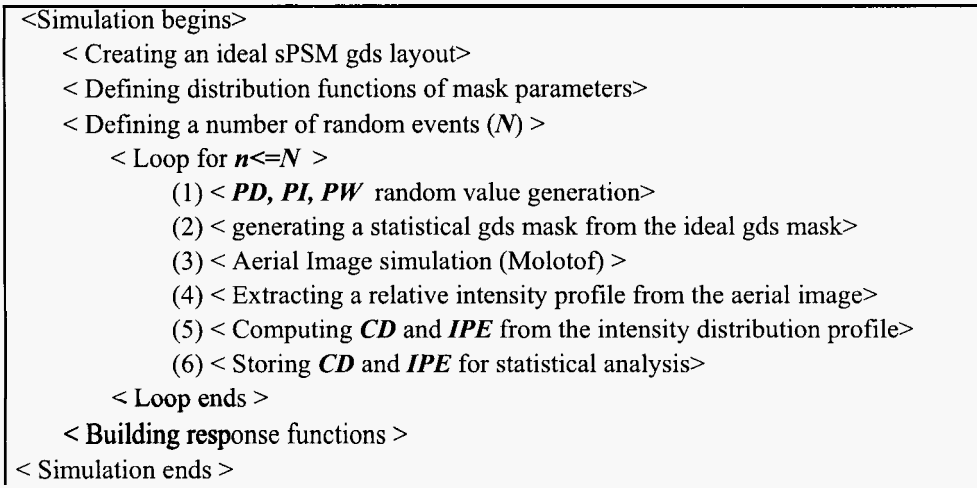 <Simulation begins>
< Creating an ideal sPSM gds layout>
< Defining distribution functions of mask parameters>
< Defining a number of random events (N) >
< Loop for n<=N >
(1) < PD, PI, PW random value generation>
(2) < generating a statistical gds mask from the ideal gds mask>
(3) < Aerial Image simulation (Molotof) >
(4) < Extracting a relative intensity profile from the aerial image>
(5) < Computing CD and IPE from the intensity distribution profile>
(6) < Storing CD and IPE for statistical analysis>
< Loop ends >
< Building response functions >
< Simulation ends >